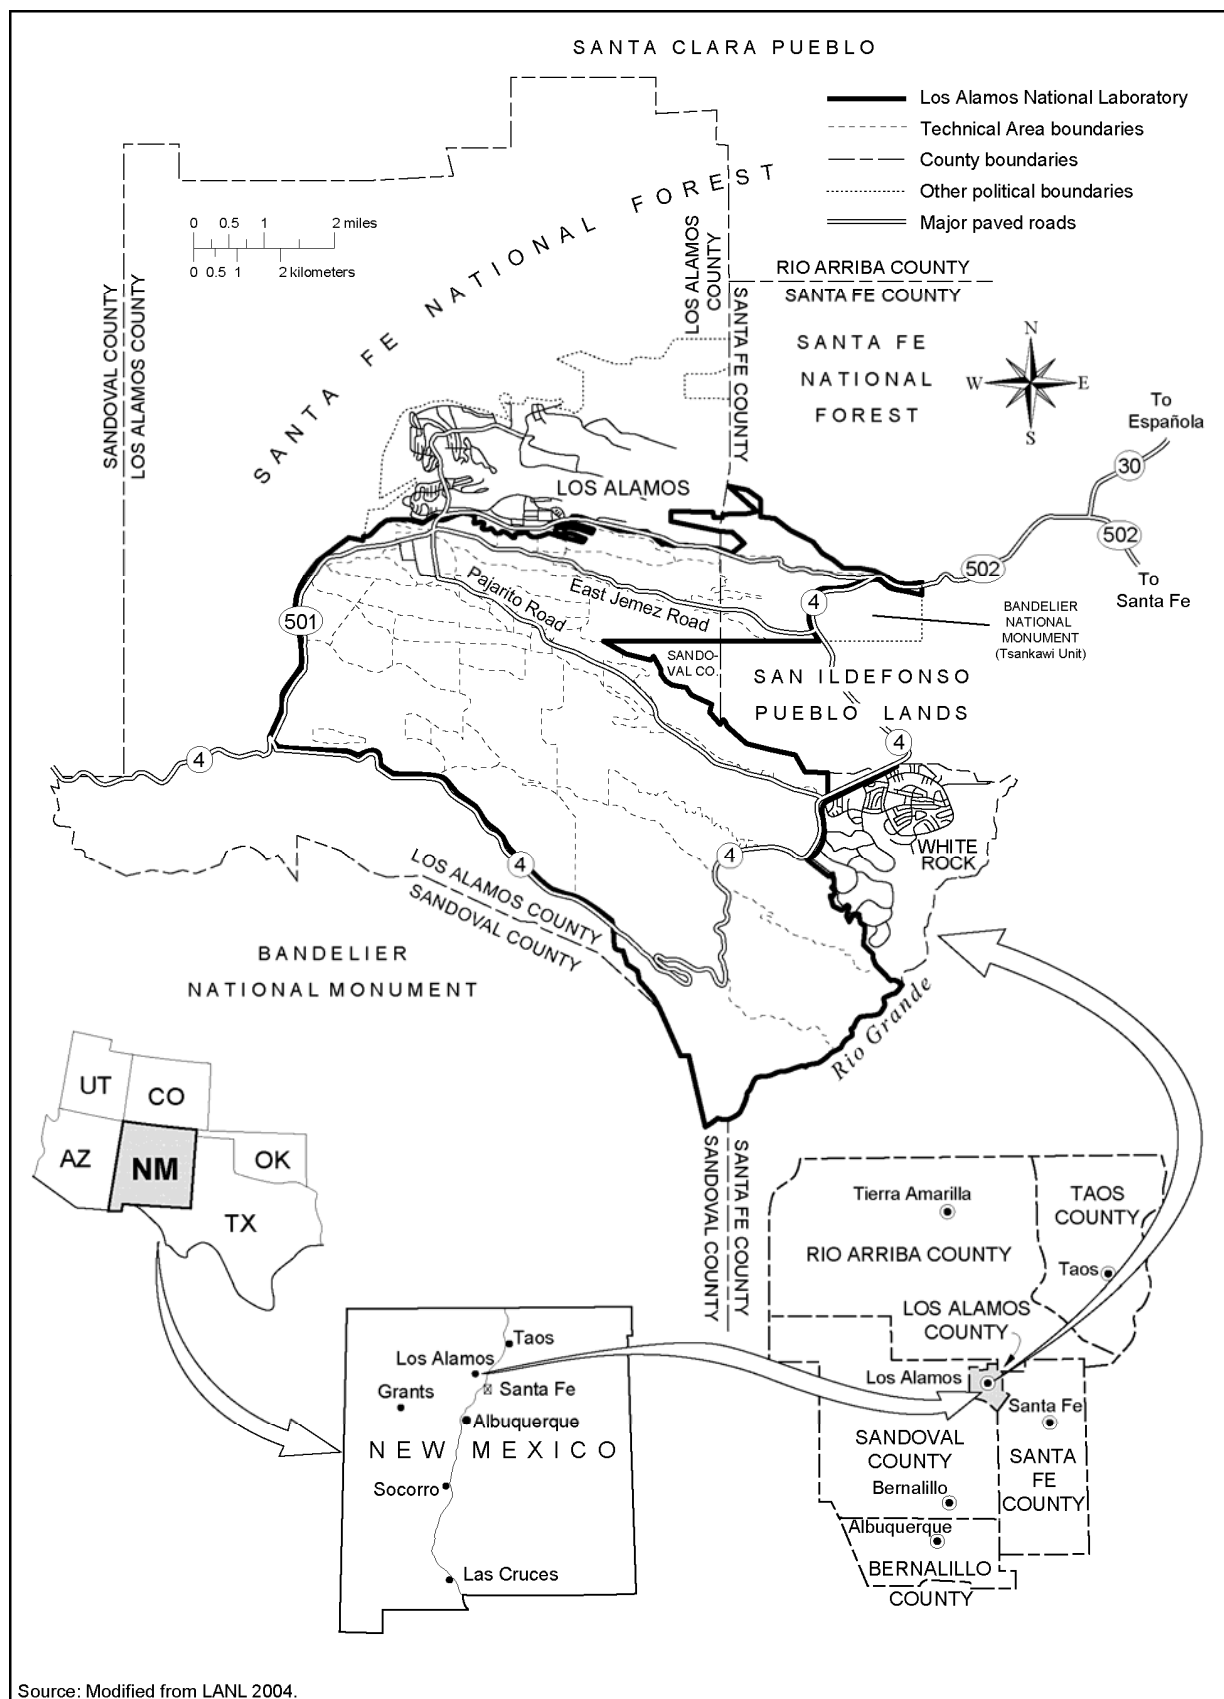 SANTA CLARA PUEBLO
Los Alamos National Laboratory
Technical Area boundaries
County boundaries
Other political boundaries
Major paved roads
0 0.5 1 2 miles
0 0.5 1 2 kilometers
SANTA FE NATIONAL FOREST
SANDOVAL COUNTY
LOS ALAMOS COUNTY
LOS ALAMOS
COUNTY
SANTA FE COUNTY
RIO ARRIBA COUNTY
SANTA FE COUNTY
SANTA FE
NATIONAL
FOREST
N
W
E
S
To
Española
30
502
502
To
Santa Fe
LOS ALAMOS
501
Pajarito Road
East Jemez Road
4
BANDELIER
NATIONAL
MONUMENT
(Tsankawi Unit)
SANDO-
VAL CO.
SAN ILDEFONSO
PUEBLO LANDS
4
4
WHITE
ROCK
4
4
LOS ALAMOS COUNTY
SANDOVAL COUNTY
BANDELIER
NATIONAL MONUMENT
Rio Grande
SANDOVAL COUNTY
SANTA FE COUNTY
UT
CO
AZ
NM
OK
TX
Taos
Los Alamos
Santa Fe
Grants
Albuquerque
NEW MEXICO
Socorro
Las Cruces
Tierra Amarilla
TAOS
COUNTY
RIO ARRIBA COUNTY
Taos
LOS ALAMOS
COUNTY
Los Alamos
Santa Fe
SANDOVAL
COUNTY
SANTA
FE
COUNTY
Bernalillo
Albuquerque
BERNALILLO
COUNTY
Source: Modified from LANL 2004.